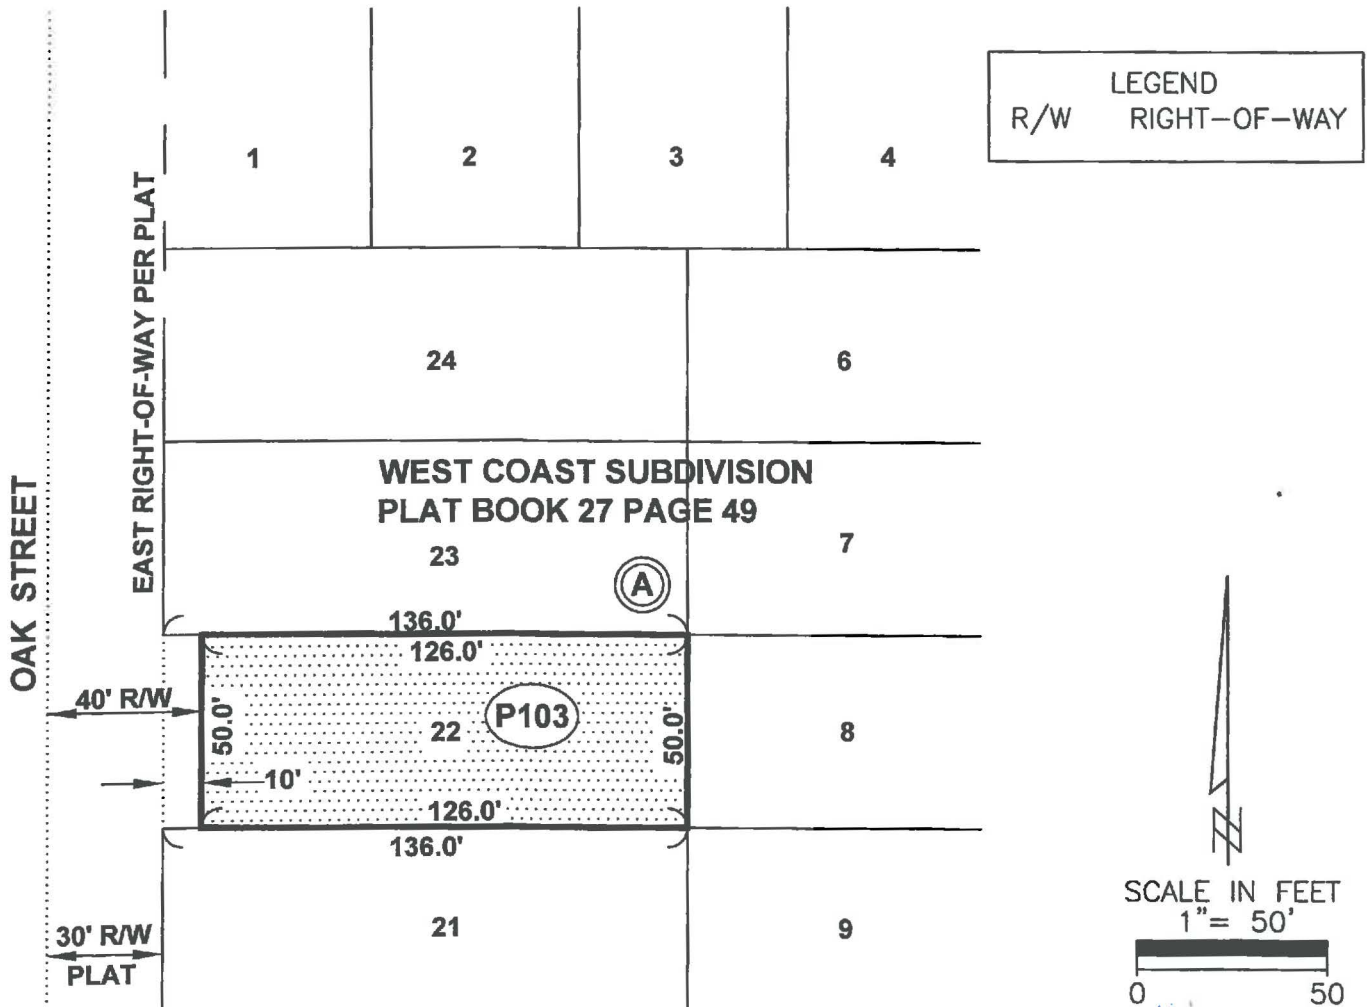 LEGEND
R/W RIGHT-OF-WAY
1
2
3
4
EAST RIGHT-OF-WAY PER PLAT
24
6
OAK STREET
WEST COAST SUBDIVISION
PLAT BOOK 27 PAGE 49
23
7
A
136.0'
126.0'
40' R/W
50.0'
22
P103
50.0'
8
10'
126.0'
136.0'
21
9
30' R/W
PLAT
N
SCALE IN FEET
1"= 50'
0 50